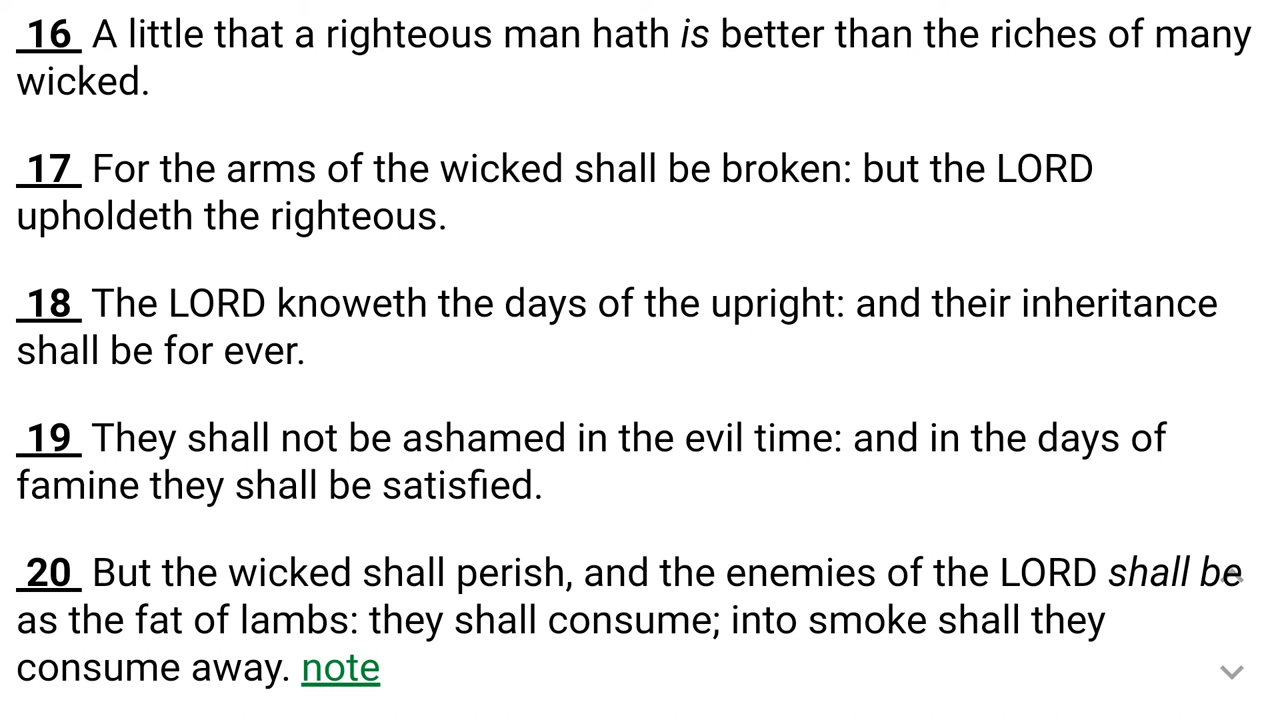 16 A little that a righteous man hath is better than the riches of many
wicked.
17 For the arms of the wicked shall be broken: but the LORD
upholdeth the righteous.
18 The LORD knoweth the days of the upright: and their inheritance
shall be for ever.
19 They shall not be ashamed in the evil time: and in the days of
famine they shall be satisfied.
20 But the wicked shall perish, and the enemies of the LORD shall be
as the fat of lambs: they shall consume; into smoke shall they
consume away. note